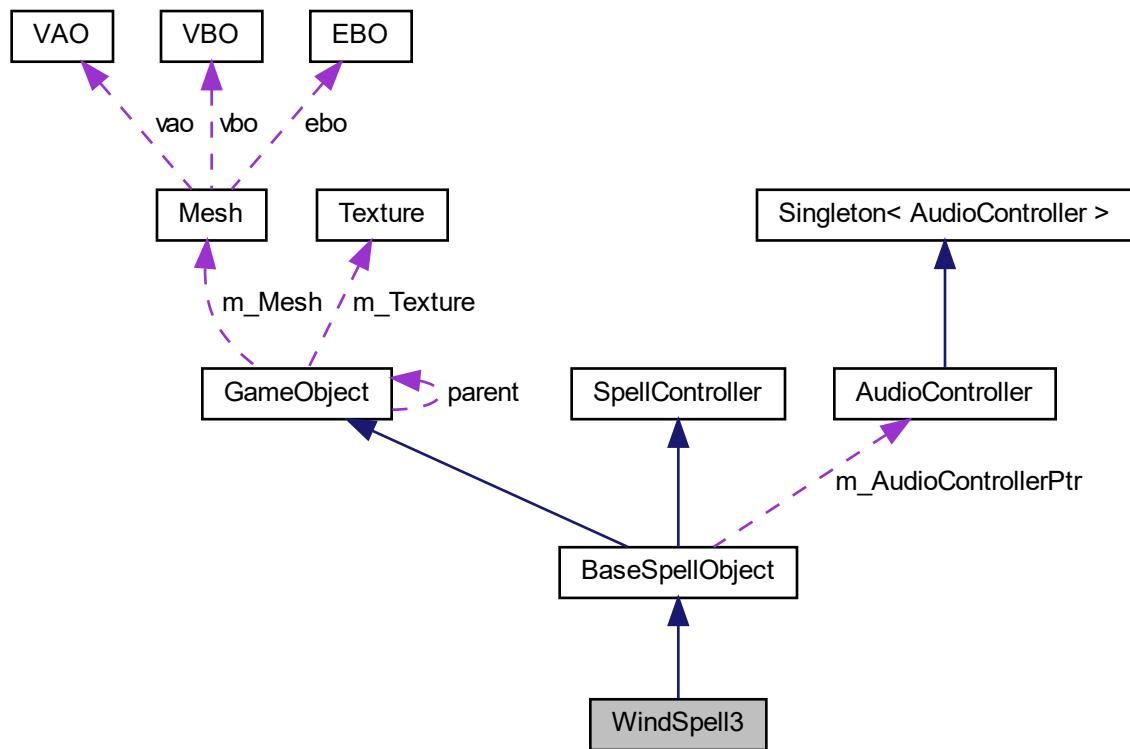 VAO
VBO
EBO
vao
vbo
ebo
Mesh
Texture
Singleton< AudioController >
m_Mesh
m_Texture
GameObject
parent
SpellController
AudioController
m_AudioControllerPtr
BaseSpellObject
WindSpell3